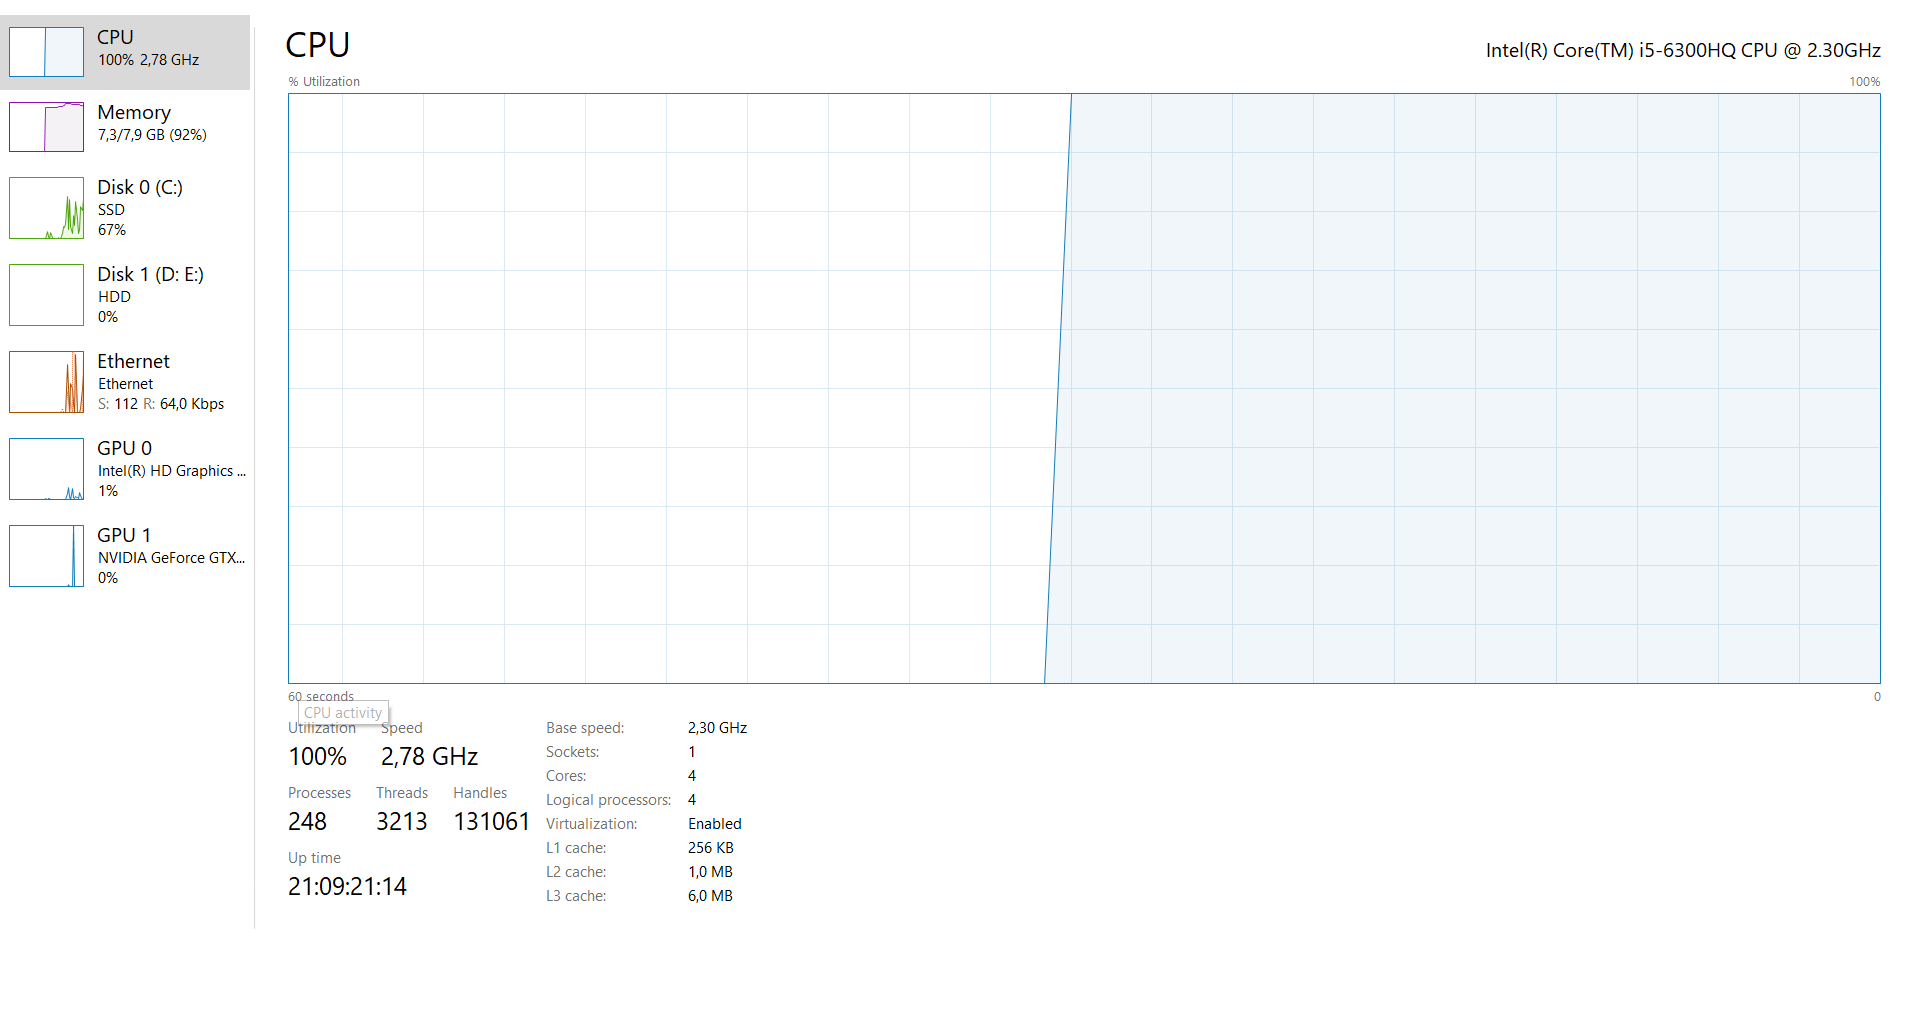 CPU
100% 2,78 GHz
Memory
7,3/7,9 GB (92%)
Disk 0 (C:)
SSD
67%
Disk 1 (D: E:)
HDD
0%
Ethernet
Ethernet
S: 112 R: 64,0 Kbps
GPU 0
Intel(R) HD Graphics ...
1%
GPU 1
NVIDIA GeForce GTX...
0%
CPU
Intel(R) Core(TM) i5-6300HQ CPU @ 2.30GHz
% Utilization 100%
60 seconds 0
CPU activity
Utilization Speed
100% 2,78 GHz
Processes Threads Handles
248 3213 131061
Up time
21:09:21:14
Base speed: 2,30 GHz
Sockets: 1
Cores: 4
Logical processors: 4
Virtualization: Enabled
L1 cache: 256 KB
L2 cache: 1,0 MB
L3 cache: 6,0 MB